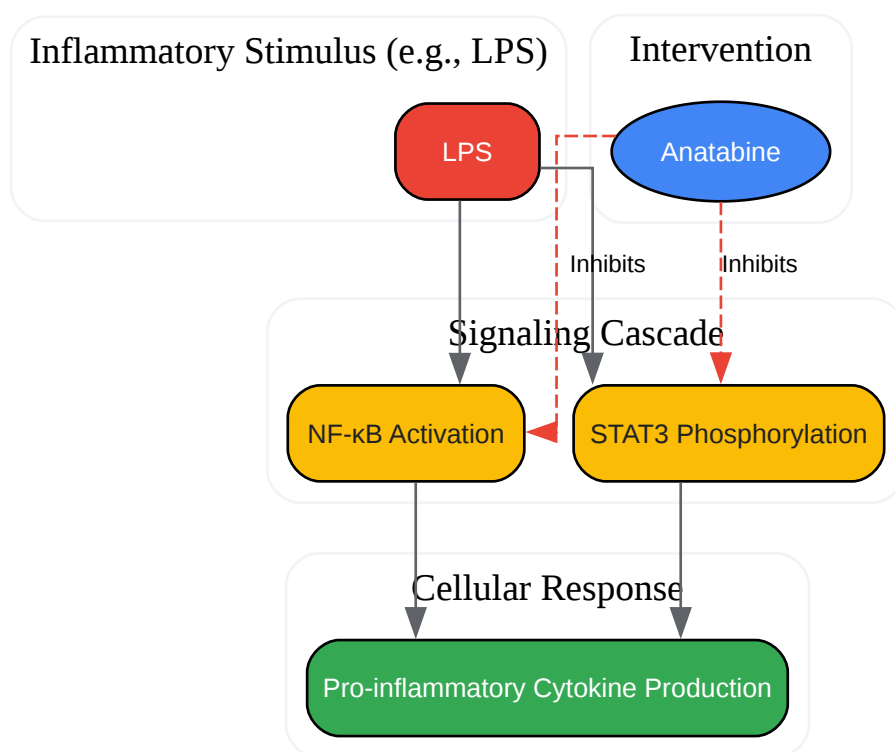 Inflammatory Stimulus (e.g., LPS)
Intervention
LPS
Anatabine
Inhibits
Inhibits
Signaling Cascade
NF-κB Activation
STAT3 Phosphorylation
Cellular Response
Pro-inflammatory Cytokine Production